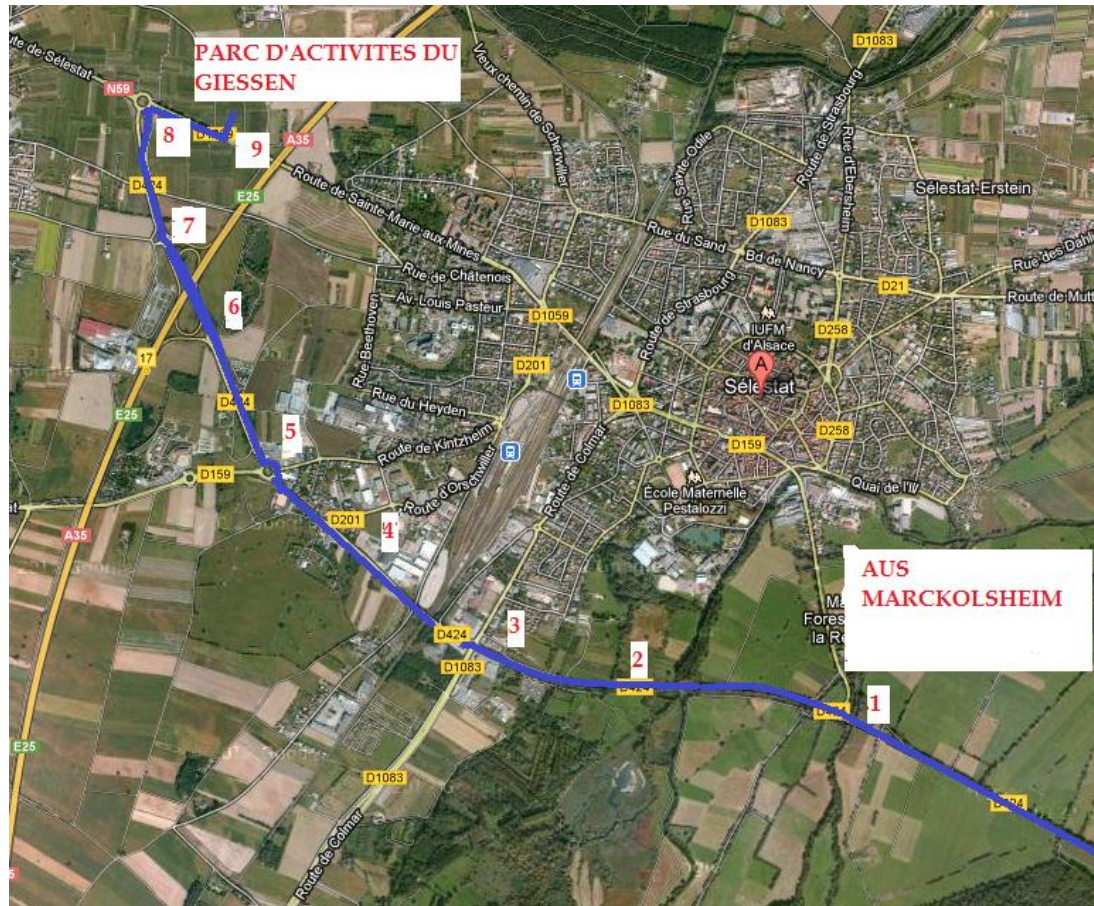 D1083
PARC D'ACTIVITES DU
GIESSEN
ute de Sélestat
N59
Vieux chemin de Scherwiller
Rue Sainte-Odile
Route de Strasbourg
Rue d'Ebersheim
8
9
A35
D424
E25
Route de Sainte-Marie aux Mines
Sélestat-Erstein
7
D1083
Rue du Sand
Bd de Nancy
Rue des Dahli
Rue de Châtenois
D21
Route de Mutt
Av. Louis Pasteur
6
D1059
Route de Strasbourg
IUFM
d'Alsace
D258
Rue Beethoven
17
D201
A
Sélestat
E25
Rue du Heyden
D1083
5
Route de Kintzheim
D159
D258
D159
Route d'Orschwiller
Route de Colmar
École Maternelle
Pestalozzi
Quai de l'Ill
D201
4
A35
AUS
MARCKOLSHEIM
D424
3
D1083
2
D424
1
E25
D1083
Route de Colmar